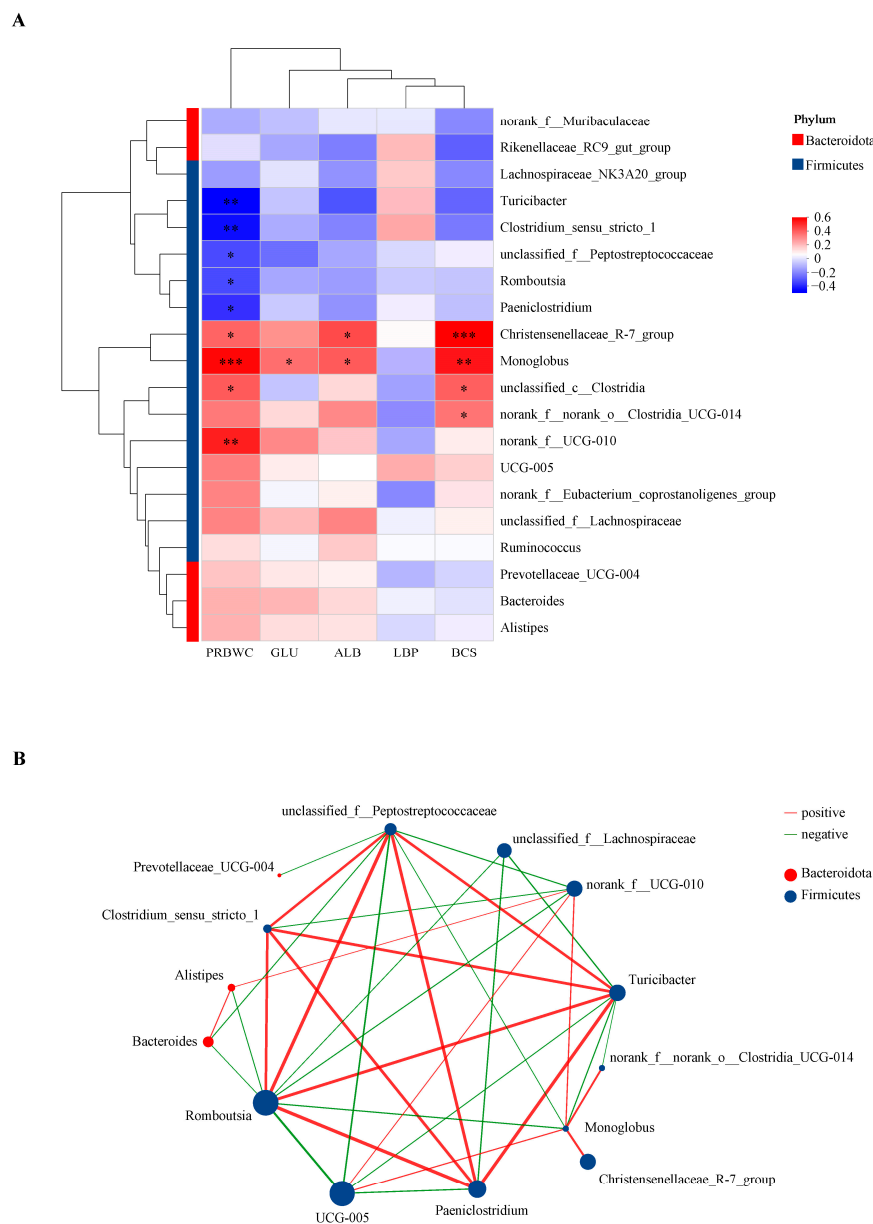 A
norank_f__Muribaculaceae
Rikenellaceae_RC9_gut_group
Lachnospiraceae_NK3A20_group
Turicibacter
Clostridium_sensu_stricto_1
unclassified_f__Peptostreptococcaceae
Romboutsia
Paeniclostridium
Christensenellaceae_R-7_group
Monoglobus
unclassified_c__Clostridia
norank_f__norank_o__Clostridia_UCG-014
norank_f__UCG-010
UCG-005
norank_f__Eubacterium_coprostanoligenes_group
unclassified_f__Lachnospiraceae
Ruminococcus
Prevotellaceae_UCG-004
Bacteroides
Alistipes
**
**
*
*
*
* * ***
*** * * **
* *
*
**
PRBWC GLU ALB LBP BCS
Phylum
Bacteroidota
Firmicutes
0.6
0.4
0.2
0
−0.2
−0.4
B
unclassified_f__Peptostreptococcaceae
unclassified_f__Lachnospiraceae
Prevotellaceae_UCG-004
norank_f__UCG-010
Clostridium_sensu_stricto_1
Alistipes
Turicibacter
Bacteroides
norank_f__norank_o__Clostridia_UCG-014
Romboutsia
Monoglobus
Christensenellaceae_R-7_group
Paeniclostridium
UCG-005
positive
negative
Bacteroidota
Firmicutes